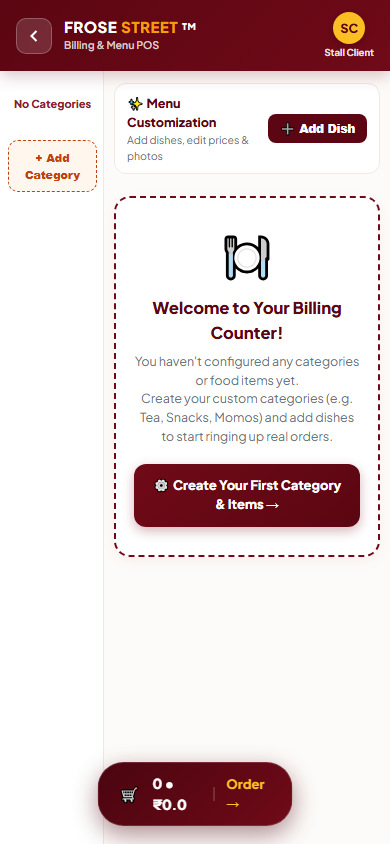 FROSE STREET ™
Billing & Menu POS
SC
Stall Client
No Categories
+ Add
Category
✨ Menu
Customization
Add dishes, edit prices &
photos
➕ Add Dish
🍽️
Welcome to Your Billing
Counter!
You haven't configured any categories
or food items yet.
Create your custom categories (e.g.
Tea, Snacks, Momos) and add dishes
to start ringing up real orders.
⚙️ Create Your First Category
& Items →
🛒 0 •
₹0.0
|
Order
→